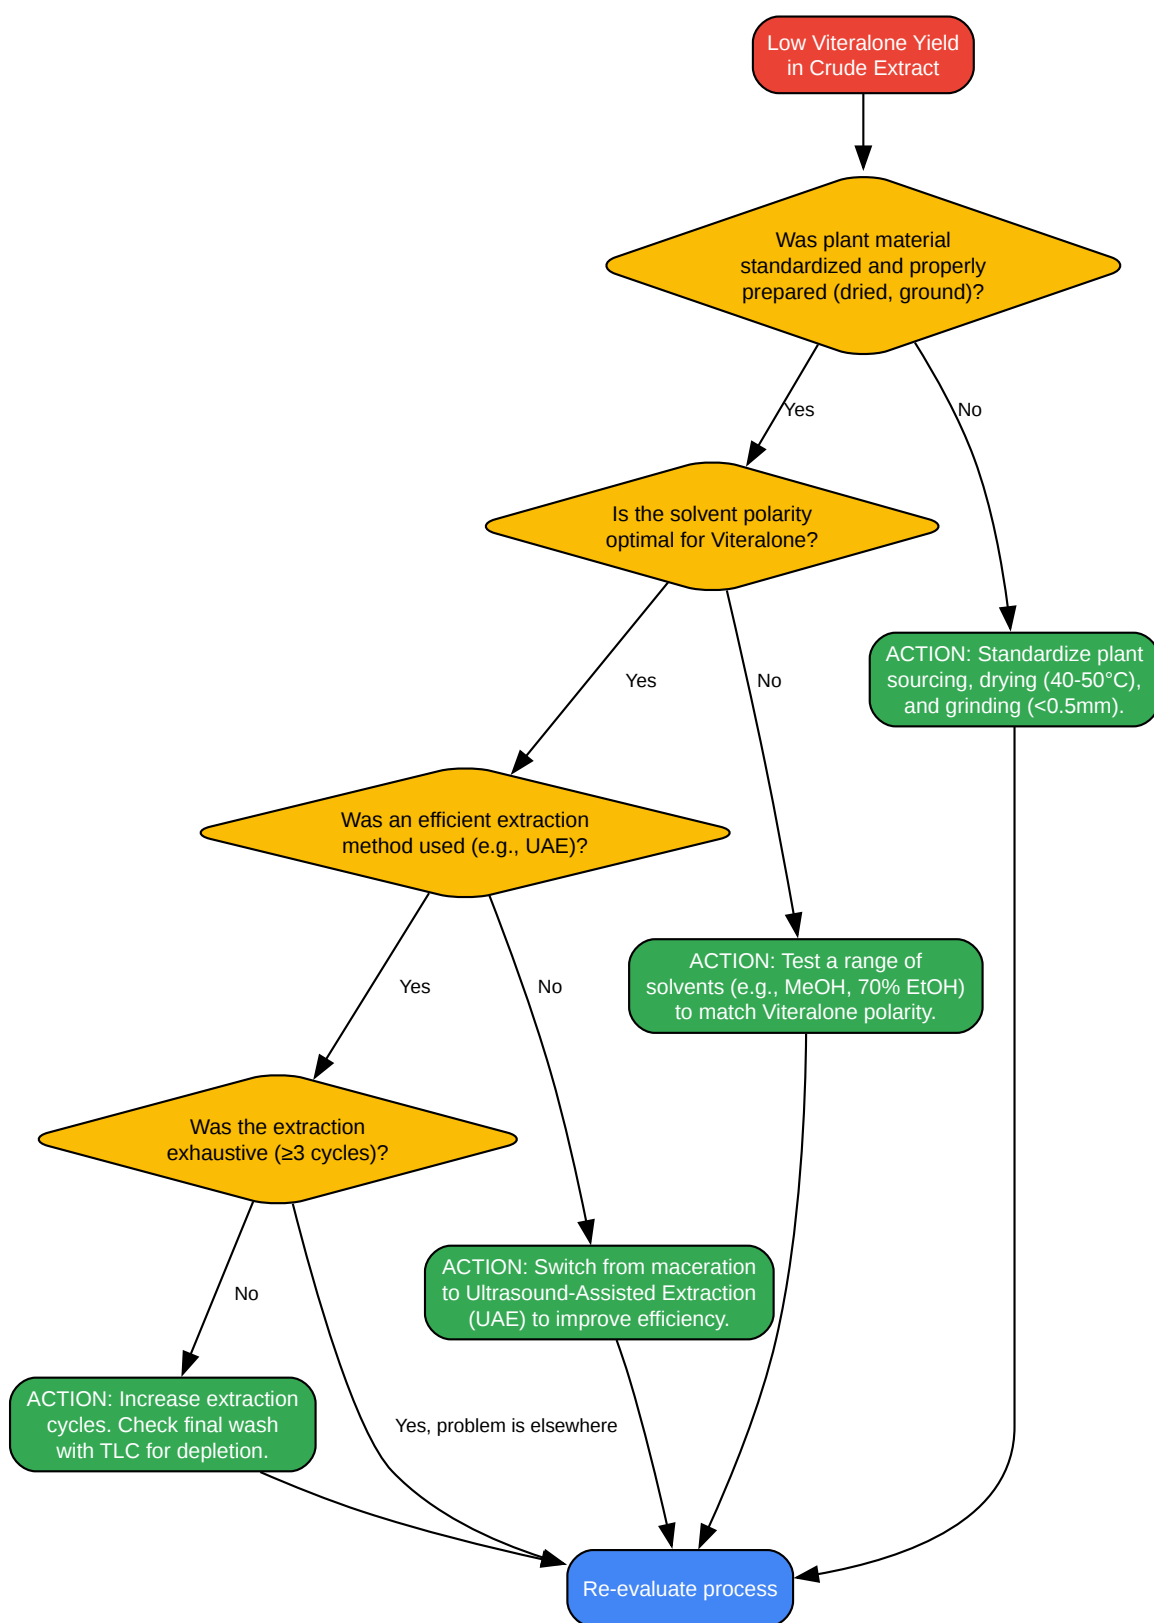 Low Viteralone Yield
in Crude Extract
Was plant material
standardized and properly
prepared (dried, ground)?
Yes
No
Is the solvent polarity
optimal for Viteralone?
Yes
No
ACTION: Standardize plant
sourcing, drying (40-50°C),
and grinding (<0.5mm).
Was an efficient extraction
method used (e.g., UAE)?
Yes
No
ACTION: Test a range of
solvents (e.g., MeOH, 70% EtOH)
to match Viteralone polarity.
Was the extraction
exhaustive (≥3 cycles)?
No
ACTION: Switch from maceration
to Ultrasound-Assisted Extraction
(UAE) to improve efficiency.
ACTION: Increase extraction
cycles. Check final wash
with TLC for depletion.
Yes, problem is elsewhere
Re-evaluate process